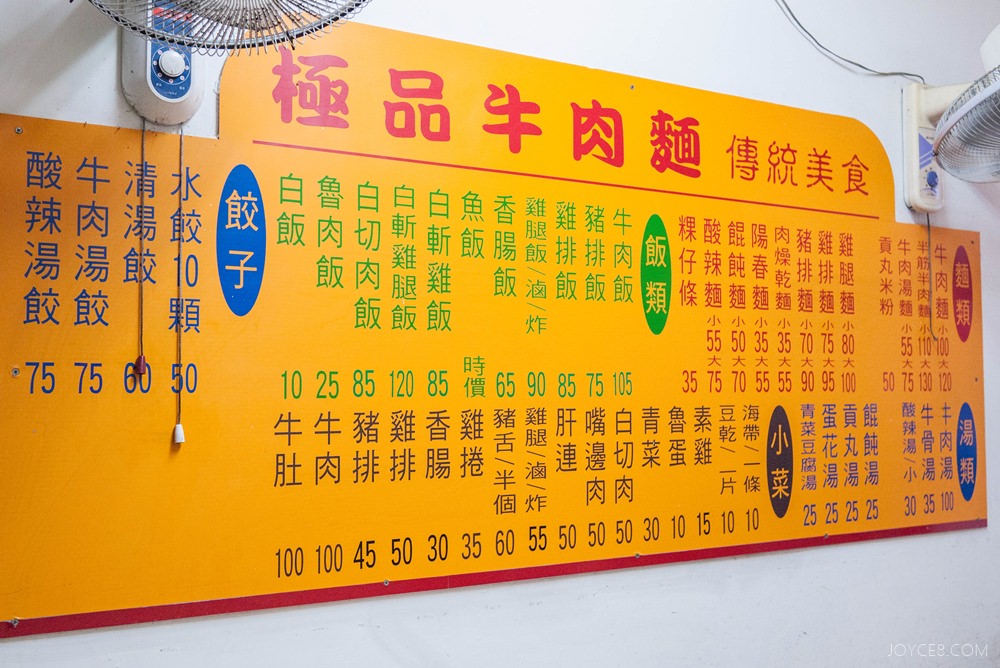 極品牛肉麵 傳統美食
麵類
牛肉麵 小100大120
半筋半肉麵 小110大130
牛肉湯麵 小55大75
貢丸米粉 50
雞腿麵 小80大100
雞排麵 小75大95
豬排麵 小70大90
肉燥乾麵 小35大55
陽春麵 小35大55
餛飩麵 小50大70
酸辣麵 小55大75
粿仔條 35
飯類
牛肉飯 105
豬排飯 75
雞排飯 85
雞腿飯/滷/炸 90
香腸飯 65
魚飯 時價
白斬雞飯 85
白斬雞腿飯 120
白切肉飯 85
魯肉飯 25
白飯 10
餃子
水餃10顆 50
清湯餃 60
牛肉湯餃 75
酸辣湯餃 75
湯類
牛肉湯 100
牛骨湯 35
酸辣湯小 30
餛飩湯 25
貢丸湯 25
蛋花湯 25
青菜豆腐湯 25
小菜
海帶/一條 10
豆乾/一片 10
素雞 15
魯蛋 10
青菜 30
白切肉 50
嘴邊肉 50
肝連 50
雞腿/滷/炸 55
豬舌/半個 60
雞捲 35
香腸 30
雞排 50
豬排 45
牛肉 100
牛肚 100
JOYCE8.COM